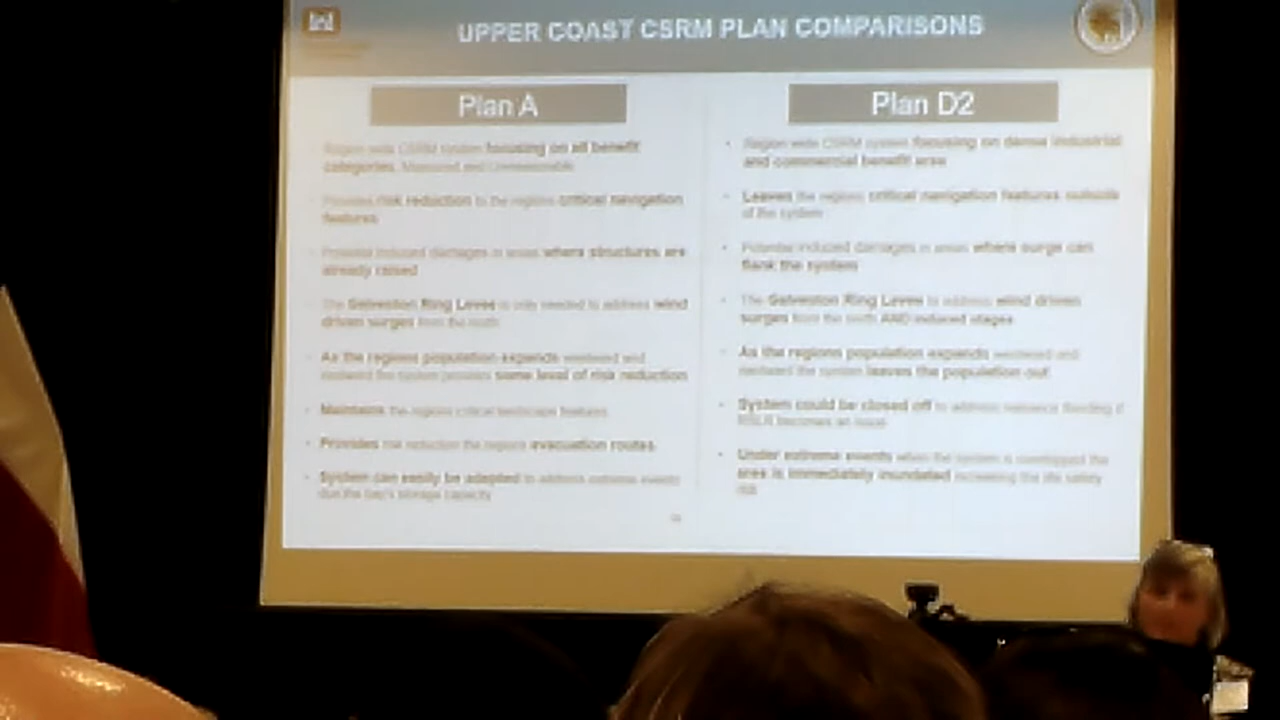 UPPER COAST CSRM PLAN COMPARISONS
Plan A
Region wide CSRM system focusing on all benefit
categories, Measured and Unmeasurable
Provides risk reduction to the regions critical navigation
features
Potential induced damages in areas where structures are
already raised
The Galveston Ring Levee is only needed to address wind
driven surges from the north
As the regions population expands westward and
eastward the system provides some level of risk reduction
Maintains the regions critical landscape features
Provides risk reduction the regions evacuation routes
System can easily be adapted to address extreme events
due the bay's storage capacity
Plan D2
Region wide CSRM system focusing on dense industrial
and commercial benefit area
Leaves the regions critical navigation features outside
of the system
Potential induced damages in areas where surge can
flank the system
The Galveston Ring Levee to address wind driven
surges from the north AND induced stages
As the regions population expands westward and
eastward the system leaves the population out
System could be closed off to address nuisance flooding if
RSLR becomes an issue
Under extreme events when the system is overtopped the
area is immediately inundated increasing the life safety
risk